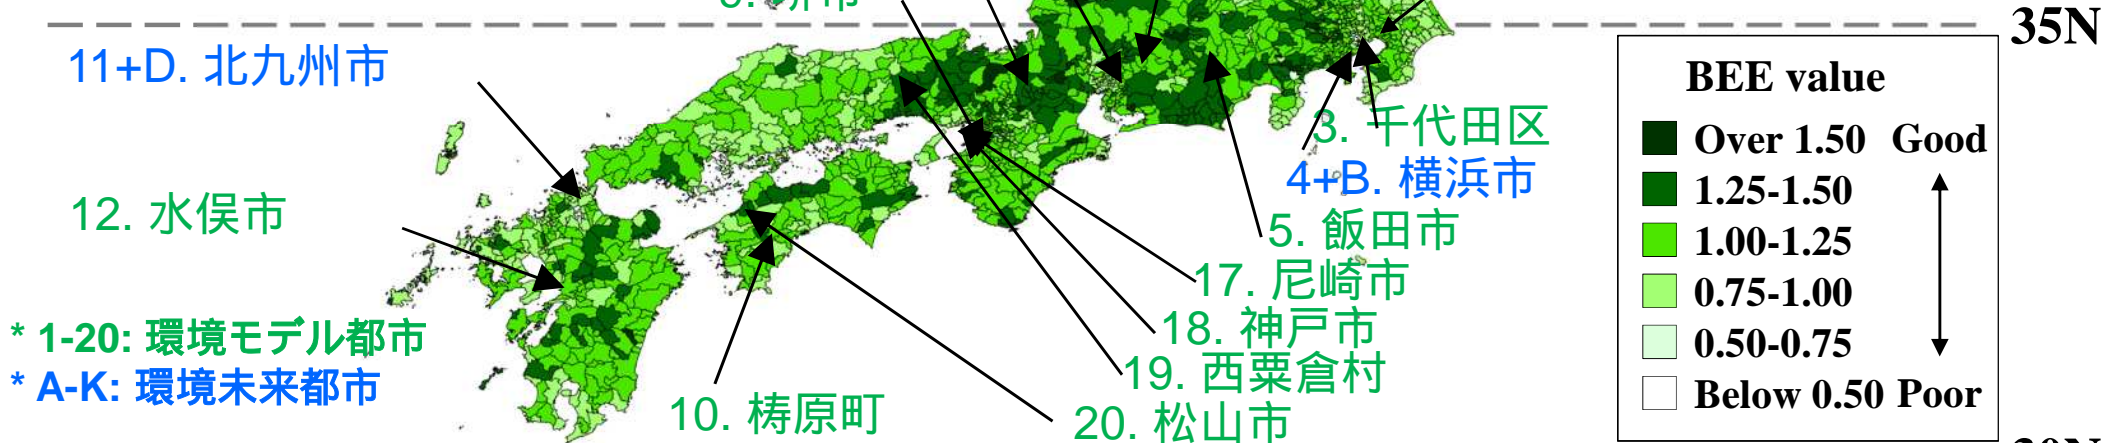 35N
11+D. 北九州市
3. 千代田区
4+B. 横浜市
12. 水俣市
5. 飯田市
17. 尼崎市
18. 神戸市
19. 西粟倉村
10. 梼原町
20. 松山市
* 1-20: 環境モデル都市
* A-K: 環境未来都市
BEE value
Over 1.50 Good
1.25-1.50
1.00-1.25
0.75-1.00
0.50-0.75
Below 0.50 Poor